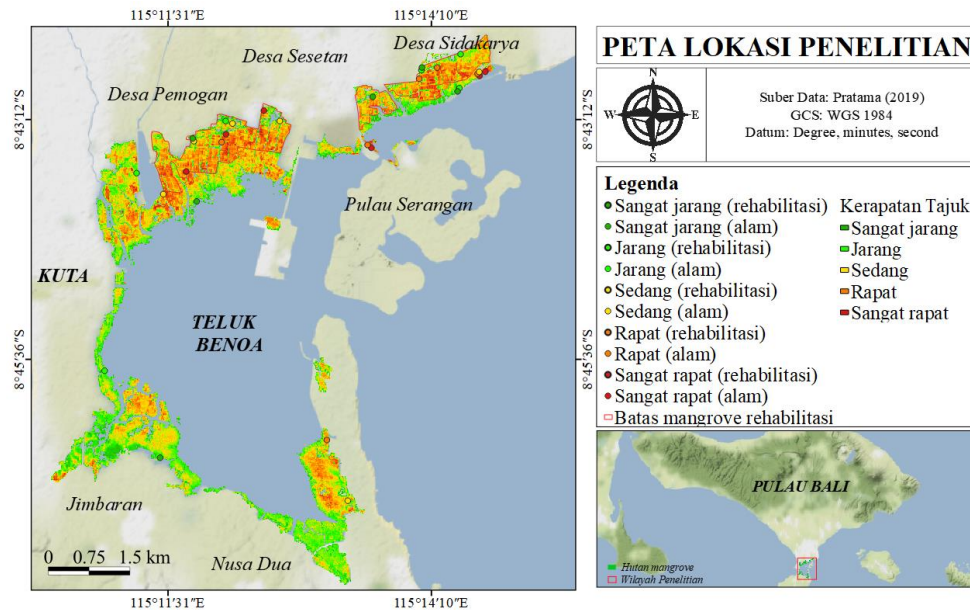 115°11′31″E
115°14′10″E
Desa Sesetan
Desa Sidakarya
Desa Pemogan
8°43′12″S
8°43′12″S
Pulau Serangan
KUTA
TELUK
BENOA
8°45′36″S
8°45′36″S
Jimbaran
Nusa Dua
0 0.75 1.5 km
115°11′31″E
115°14′10″E
PETA LOKASI PENELITIAN
N
W
E
S
Suber Data: Pratama (2019)
GCS: WGS 1984
Datum: Degree, minutes, second
Legenda
Sangat jarang (rehabilitasi)
Sangat jarang (alam)
Jarang (rehabilitasi)
Jarang (alam)
Sedang (rehabilitasi)
Sedang (alam)
Rapat (rehabilitasi)
Rapat (alam)
Sangat rapat (rehabilitasi)
Sangat rapat (alam)
Batas mangrove rehabilitasi
Kerapatan Tajuk
Sangat jarang
Jarang
Sedang
Rapat
Sangat rapat
PULAU BALI
Hutan mangrove
Wilayah Penelitian